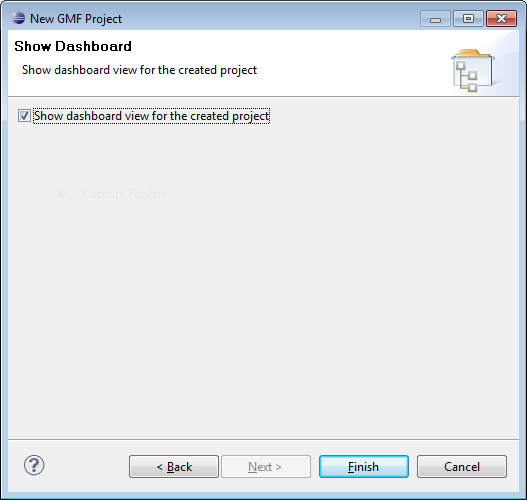 New GMF Project
Show Dashboard
Show dashboard view for the created project
Show dashboard view for the created project
Capture Fenêtre
?
< Back
Next >
Finish
Cancel